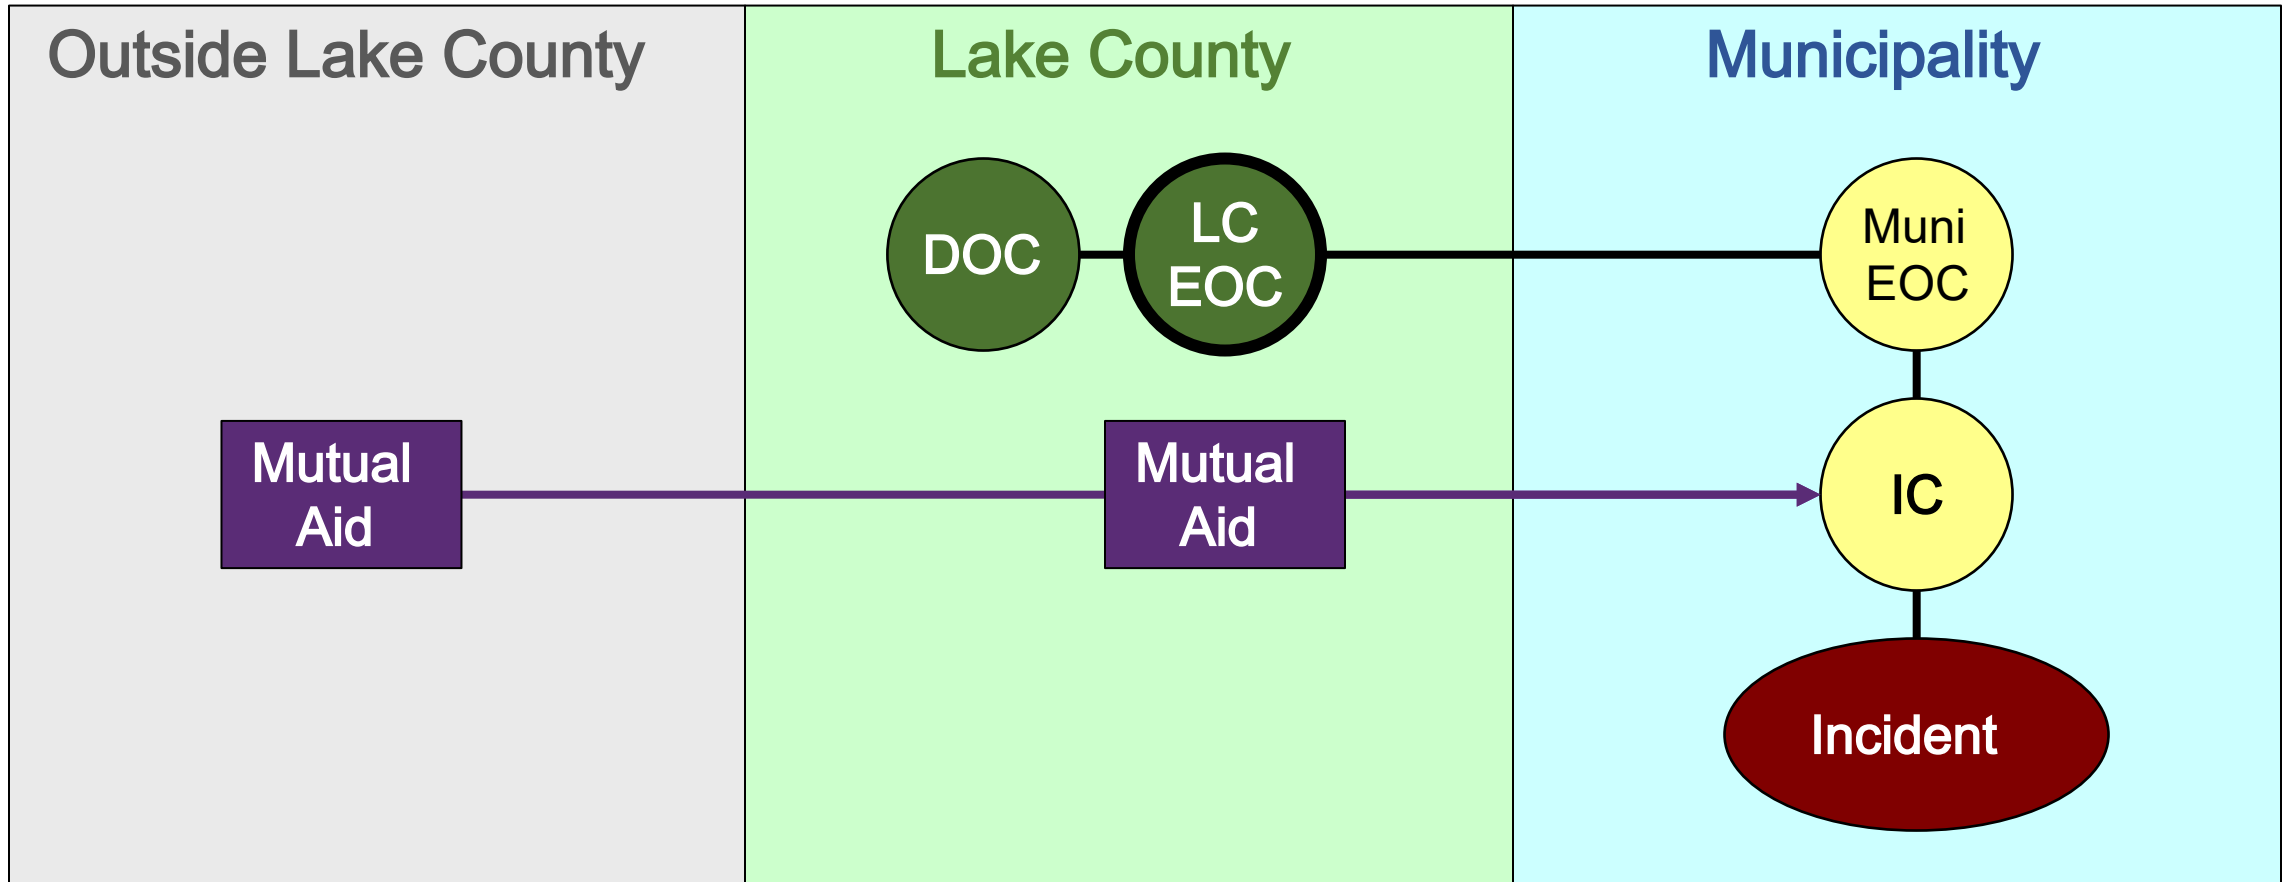 Outside Lake County
Lake County
Municipality
DOC
LC
EOC
Muni
EOC
Mutual
Aid
Mutual
Aid
IC
Incident